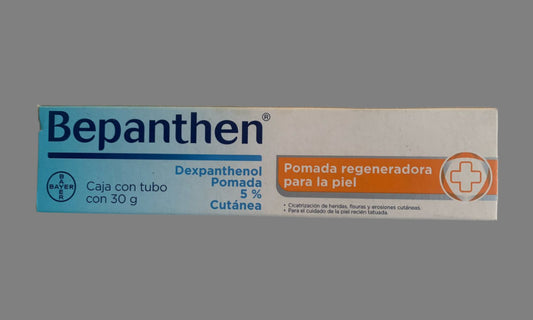 Bepanthen®
Dexpanthenol
Pomada
5 %
Cutánea
BAYER
BAYER
Caja con tubo
con 30 g
Pomada regeneradora
para la piel
• Cicatrización de heridas, fisuras y erosiones cutáneas.
• Para el cuidado de la piel recién tatuada.